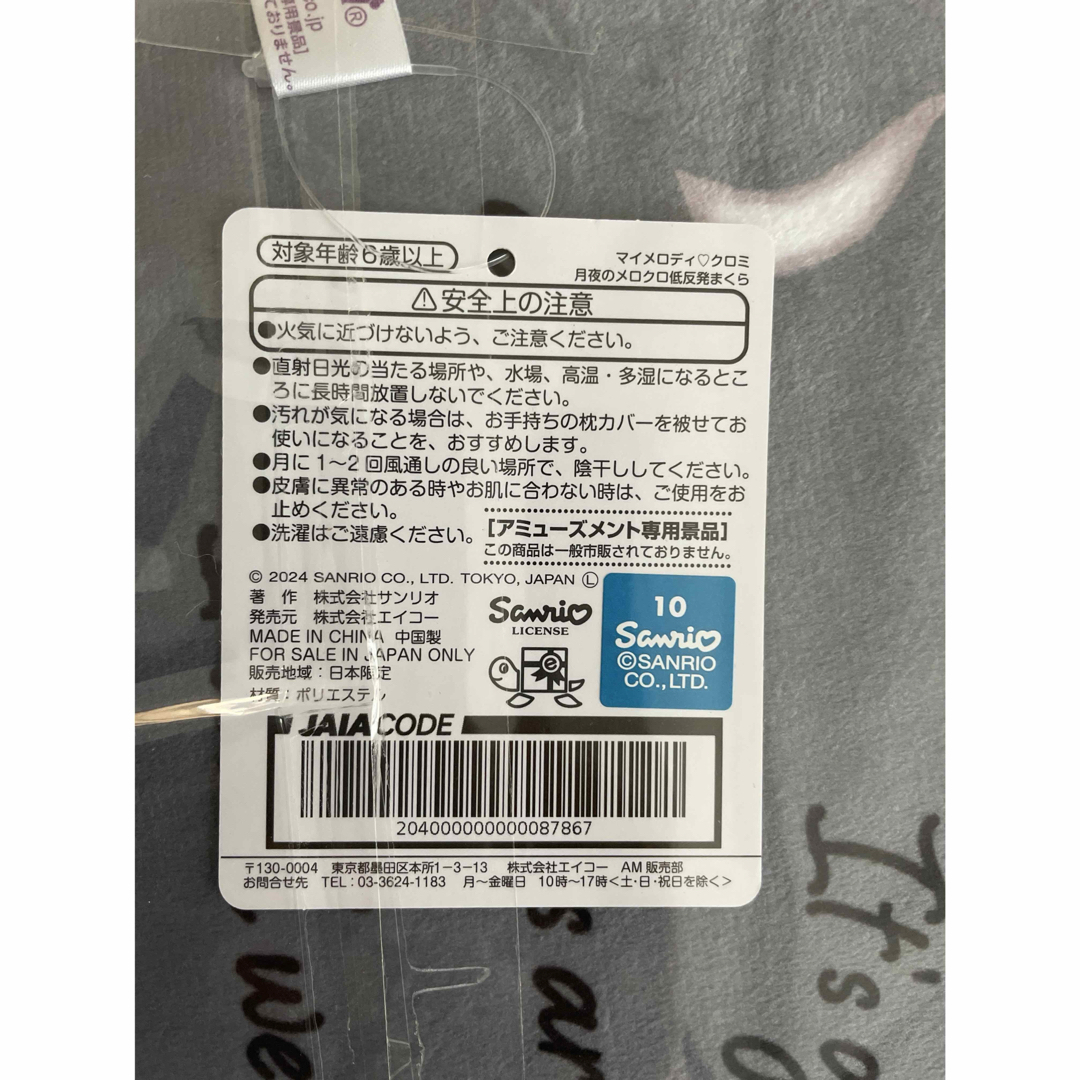 o.jp
®
専用景品]
ておりません。
対象年齢6歳以上
マイメロディ♡クロミ
月夜のメロクロ低反発まくら
⚠安全上の注意
●火気に近づけないよう、ご注意ください。
●直射日光の当たる場所や、水場、高温・多湿になるとこ
ろに長時間放置しないでください。
●汚れが気になる場合は、お手持ちの枕カバーを被せてお
使いになることを、おすすめします。
●月に1〜2回風通しの良い場所で、陰干ししてください。
●皮膚に異常のある時やお肌に合わない時は、ご使用をお
止めください。
●洗濯はご遠慮ください。
[アミューズメント専用景品]
この商品は一般市販されておりません。
© 2024 SANRIO CO., LTD. TOKYO, JAPAN Ⓛ
著 作 株式会社サンリオ
発売元 株式会社エイコー
MADE IN CHINA 中国製
FOR SALE IN JAPAN ONLY
販売地域：日本限定
材質：ポリエステル
Sanrio
LICENSE
e
10
Sanrio
©SANRIO
CO., LTD.
JAIA CODE
204000000000087867
〒130-0004 東京都墨田区本所1-3-13 株式会社エイコー AM販売部
お問合せ先 TEL：03-3624-1183 月〜金曜日 10時〜17時<土・日・祝日を除く>
It's o
s ar
we